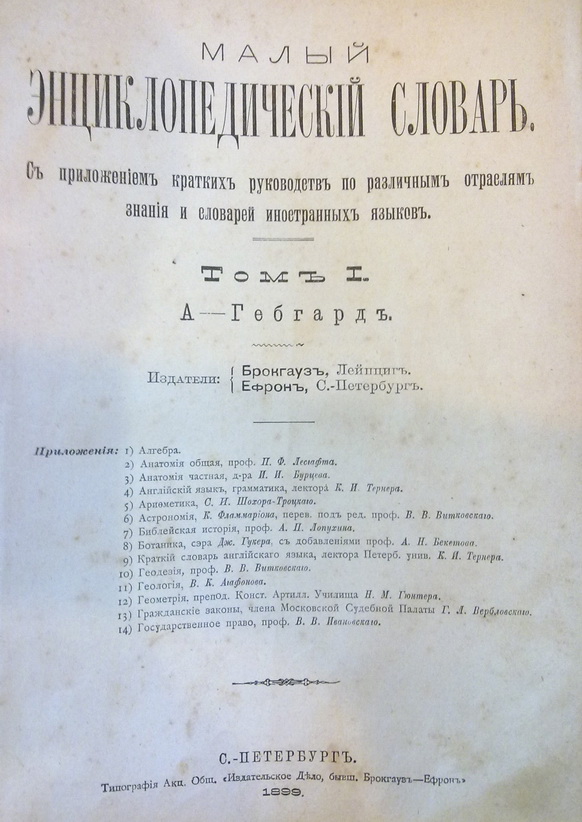 МАЛЫЙ
ЭНЦИКЛОПЕДИЧЕСКІЙ СЛОВАРЬ.
Съ приложеніемъ краткихъ руководствъ по различнымъ отраслямъ
знанія и словарей иностранныхъ языковъ.
Томъ I.
А—Гебгардъ.
Издатели: { Брокгаузъ, Лейпцигъ.
Ефронъ, С.-Петербургъ.
Приложенія: 1) Алгебра.
2) Анатомія общая, проф. П. Ф. Лесгафта.
3) Анатомія частная, д-ра И. И. Бурцева.
4) Англійскій языкъ, грамматика, лектора К. И. Тернера.
5) Ариѳметика, С. И. Шохора-Троцкаго.
6) Астрономія, К. Фламмаріона, перев. подъ ред. проф. В. В. Витковскаго.
7) Библейская исторія, проф. А. П. Лопухина.
8) Ботаника, сэра Дж. Гукера, съ добавленіями проф. А. Н. Бекетова.
9) Краткій словарь англійскаго языка, лектора Петерб. унив. К. И. Тернера.
10) Геодезія, проф. В. В. Витковскаго.
11) Геологія, В. К. Агафонова.
12) Геометрія, препод. Конст. Артилл. Училища Н. М. Гюнтера.
13) Гражданскіе законы, члена Московской Судебной Палаты Г. Л. Вербловскаго.
14) Государственное право, проф. В. В. Ивановскаго.
С.-ПЕТЕРБУРГЪ.
Типографія Акц. Общ. «Издательское Дѣло, бывш. Брокгаузъ—Ефронъ»
1899.